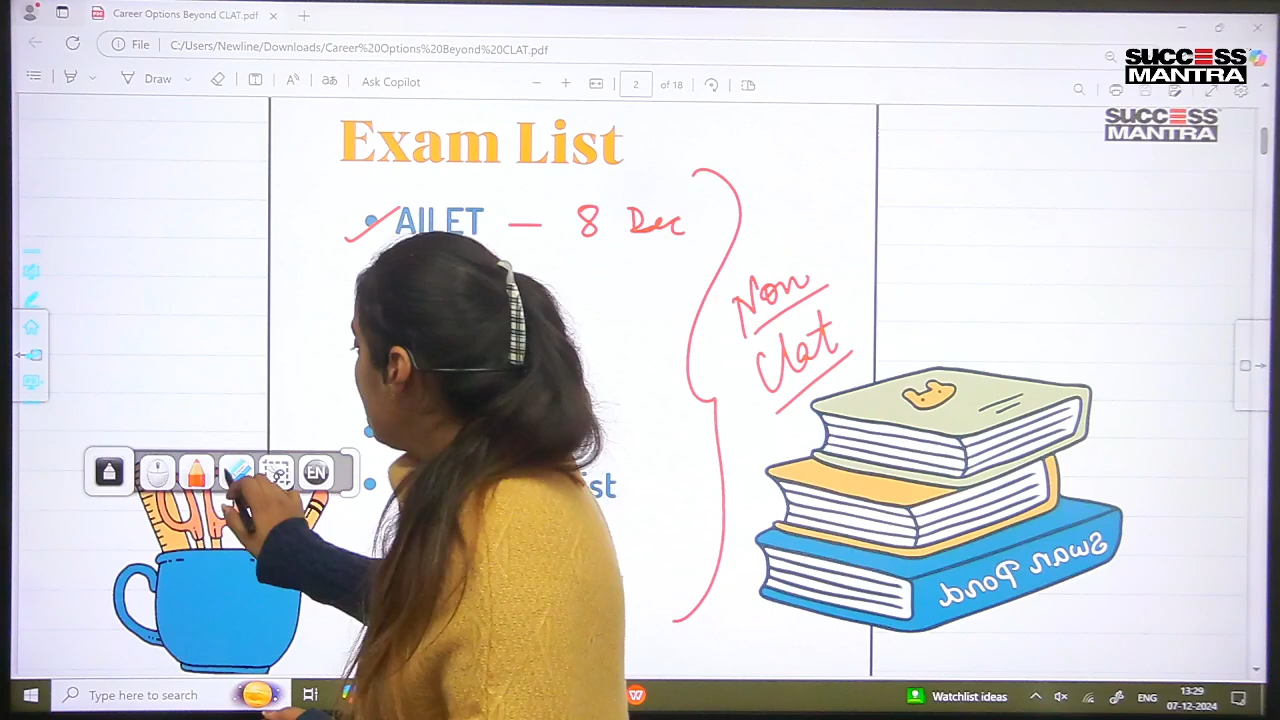 Career Options Beyond CLAT.pdf
File C:/Users/Newline/Downloads/Career%20Options%20Beyond%20CLAT.pdf
SUCCESS
MANTRA
Draw Ask Copilot 2 of 18
SUCCESS
MANTRA
Exam List
AILET — 8 Dec
Non
Clat
EN
st
Swan Pond
Type here to search
Watchlist ideas
ENG
13:29
07-12-2024